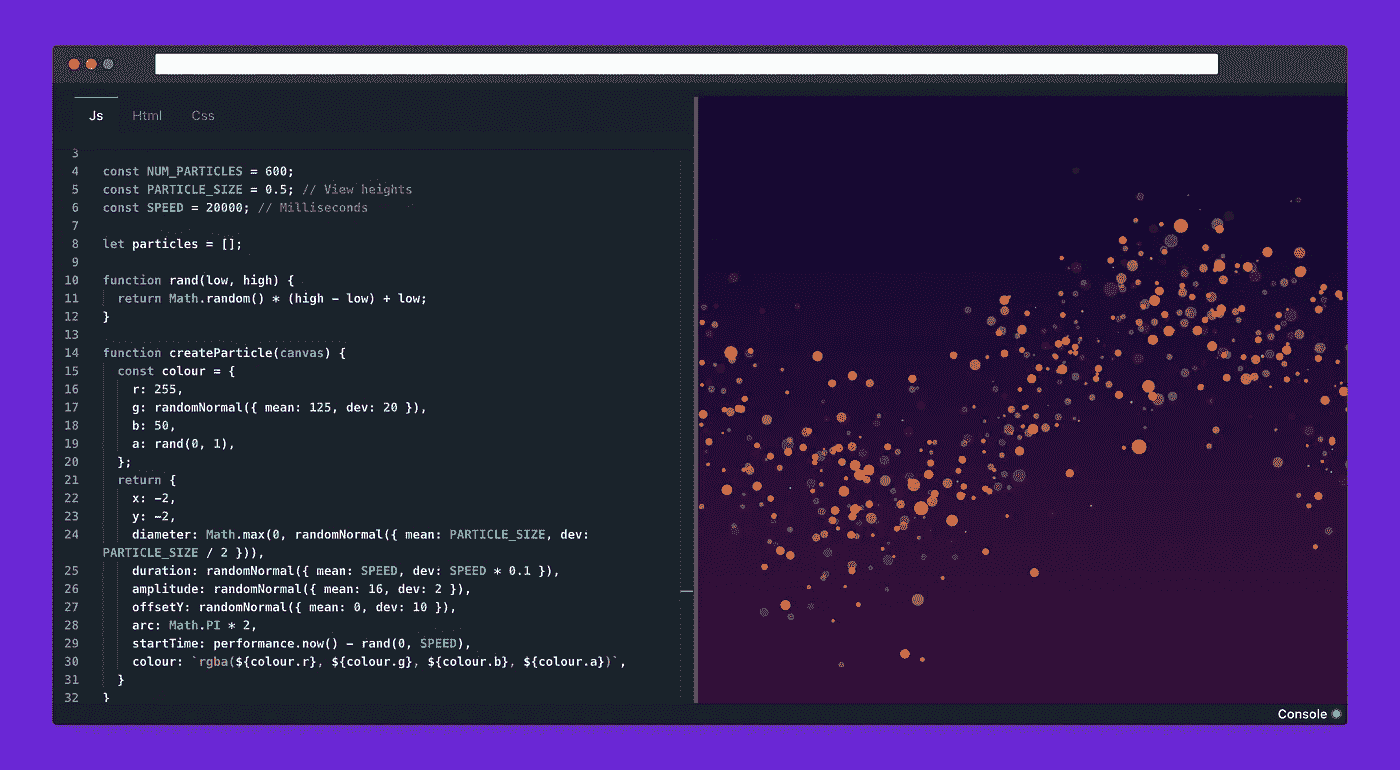 Js Html Css
3
4 const NUM_PARTICLES = 600;
5 const PARTICLE_SIZE = 0.5; // View heights
6 const SPEED = 20000; // Milliseconds
7
8 let particles = [];
9
10 function rand(low, high) {
11   return Math.random() * (high - low) + low;
12 }
13
14 function createParticle(canvas) {
15   const colour = {
16     r: 255,
17     g: randomNormal({ mean: 125, dev: 20 }),
18     b: 50,
19     a: rand(0, 1),
20   };
21   return {
22     x: -2,
23     y: -2,
24     diameter: Math.max(0, randomNormal({ mean: PARTICLE_SIZE, dev:
PARTICLE_SIZE / 2 })),
25     duration: randomNormal({ mean: SPEED, dev: SPEED * 0.1 }),
26     amplitude: randomNormal({ mean: 16, dev: 2 }),
27     offsetY: randomNormal({ mean: 0, dev: 10 }),
28     arc: Math.PI * 2,
29     startTime: performance.now() - rand(0, SPEED),
30     colour: `rgba(${colour.r}, ${colour.g}, ${colour.b}, ${colour.a})`,
31   }
32 }
Console